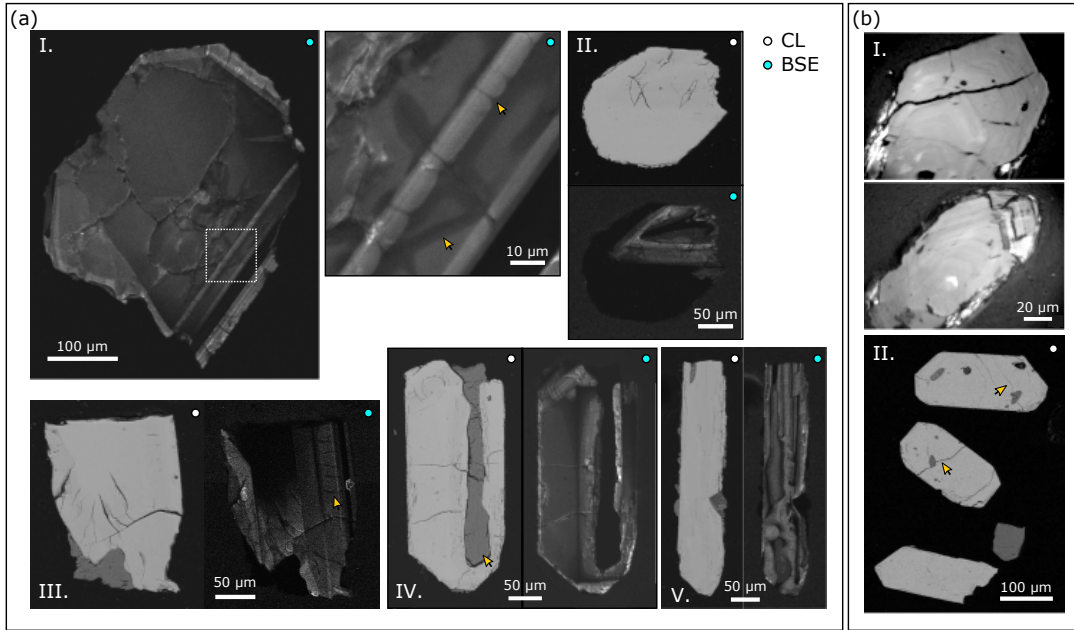 (a)
I.
100 µm
10 µm
II.
50 µm
CL
BSE
III.
50 µm
IV.
50 µm
V.
50 µm
(b)
I.
20 µm
II.
100 µm